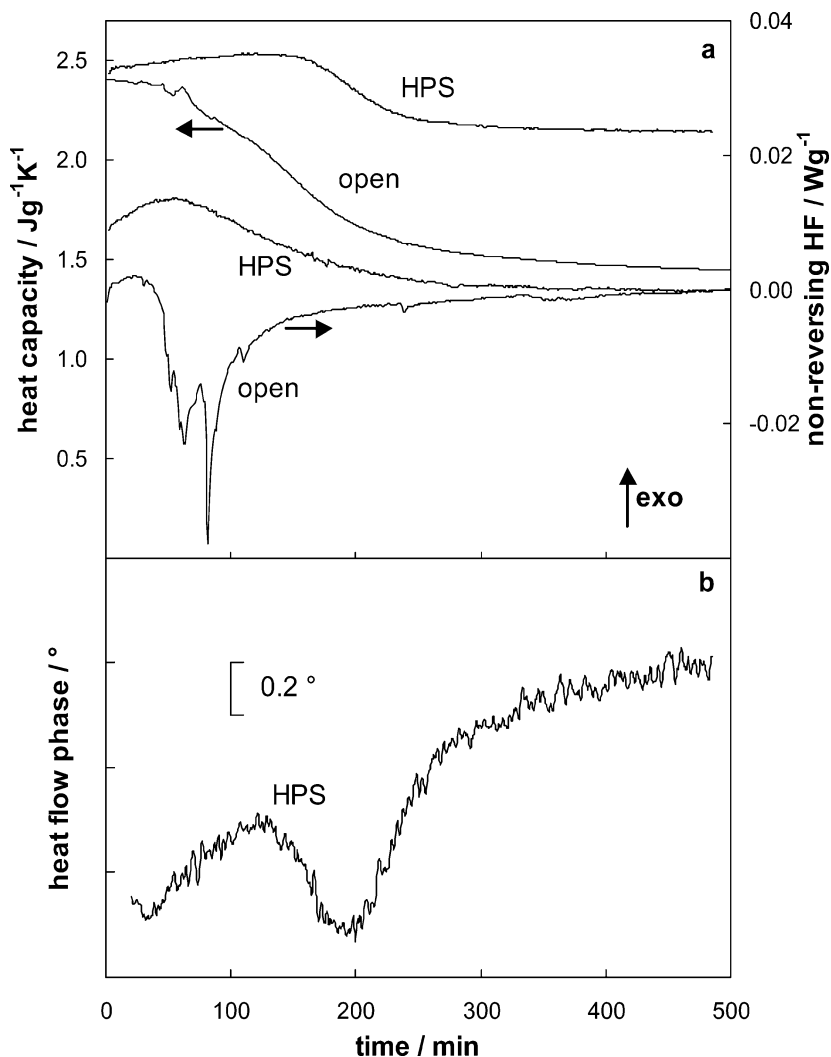 a
heat capacity / Jg⁻¹K⁻¹
2.5
2.0
1.5
1.0
0.5
HPS
open
HPS
open
exo
0.04
0.02
0.00
-0.02
non-reversing HF / Wg⁻¹
b
heat flow phase / °
0.2 °
HPS
0 100 200 300 400 500
time / min